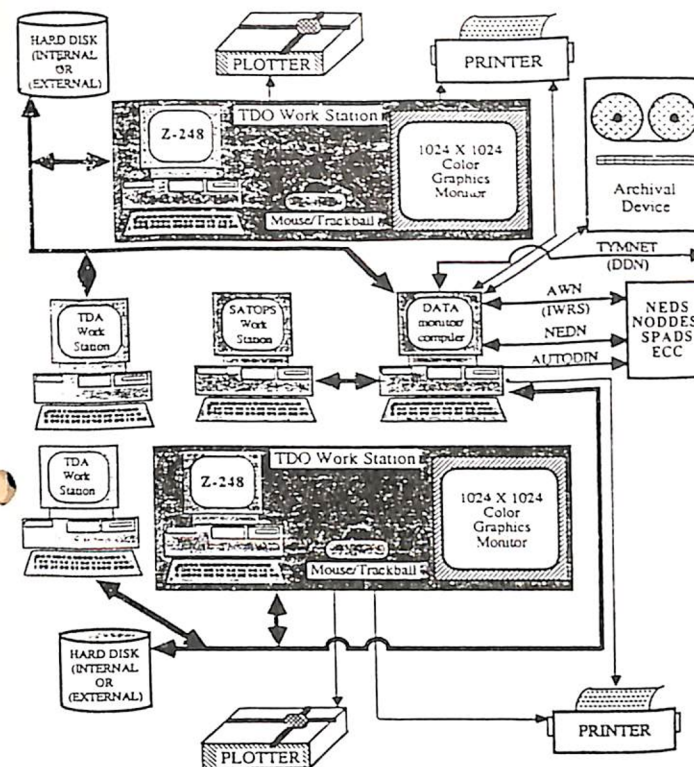 HARD DISK
(INTERNAL
OR
(EXTERNAL)
PLOTTER
PRINTER
TDO Work Station
Z-248
1024 X 1024
Color
Graphics
Monitor
Mouse/Trackball
Archival
Device
TYMNET
(DDN)
TDA
Work
Station
SATOPS
Work
Station
DATA
monitor/
compiler
AWN
(IWRS)
NEDN
AUTODIN
NEDS
NODDES
SPADS
ECC
TDA
Work
Station
TDO Work Station
Z-248
1024 X 1024
Color
Graphics
Monitor
Mouse/Trackball
HARD DISK
(INTERNAL
OR
(EXTERNAL)
PLOTTER
PRINTER